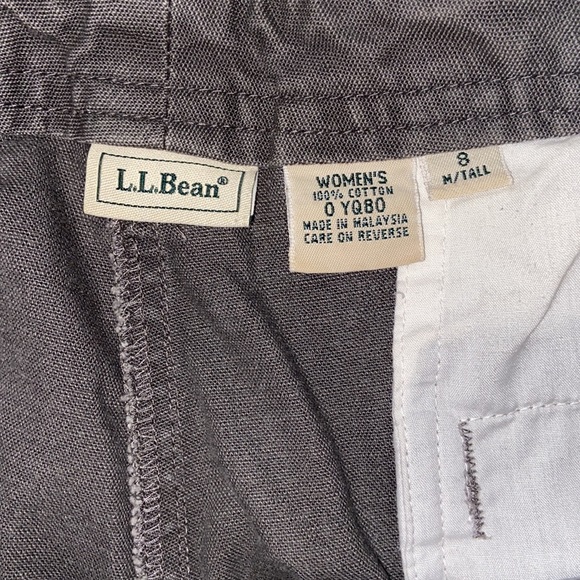 L.L.Bean®
WOMEN'S
100% COTTON
0 YQ80
MADE IN MALAYSIA
CARE ON REVERSE
8
M/TALL